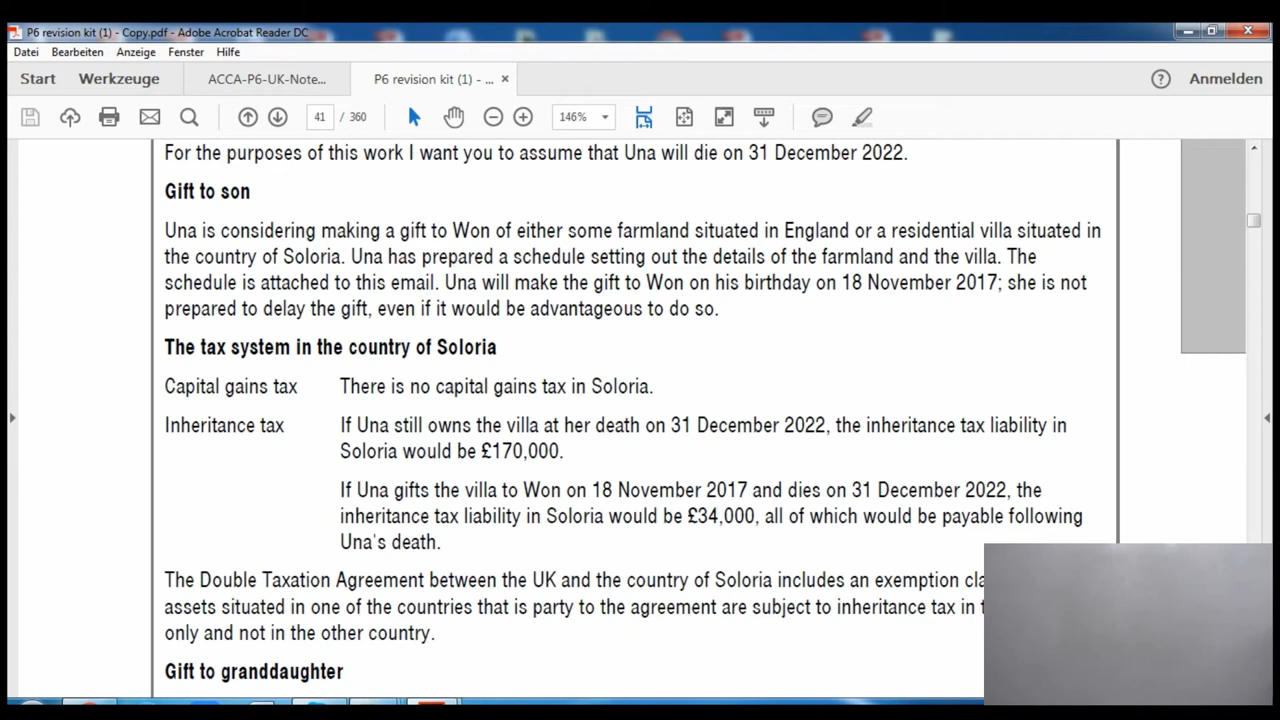 P6 revision kit (1) - Copy.pdf - Adobe Acrobat Reader DC
Datei Bearbeiten Anzeige Fenster Hilfe
Start Werkzeuge ACCA-P6-UK-Note... P6 revision kit (1) - ... × ? Anmelden
41 / 360 146%
For the purposes of this work I want you to assume that Una will die on 31 December 2022.
Gift to son
Una is considering making a gift to Won of either some farmland situated in England or a residential villa situated in
the country of Soloria. Una has prepared a schedule setting out the details of the farmland and the villa. The
schedule is attached to this email. Una will make the gift to Won on his birthday on 18 November 2017; she is not
prepared to delay the gift, even if it would be advantageous to do so.
The tax system in the country of Soloria
Capital gains tax There is no capital gains tax in Soloria.
Inheritance tax If Una still owns the villa at her death on 31 December 2022, the inheritance tax liability in
Soloria would be £170,000.
If Una gifts the villa to Won on 18 November 2017 and dies on 31 December 2022, the
inheritance tax liability in Soloria would be £34,000, all of which would be payable following
Una's death.
The Double Taxation Agreement between the UK and the country of Soloria includes an exemption
assets situated in one of the countries that is party to the agreement are subject to inheritance tax in
only and not in the other country.
Gift to granddaughter